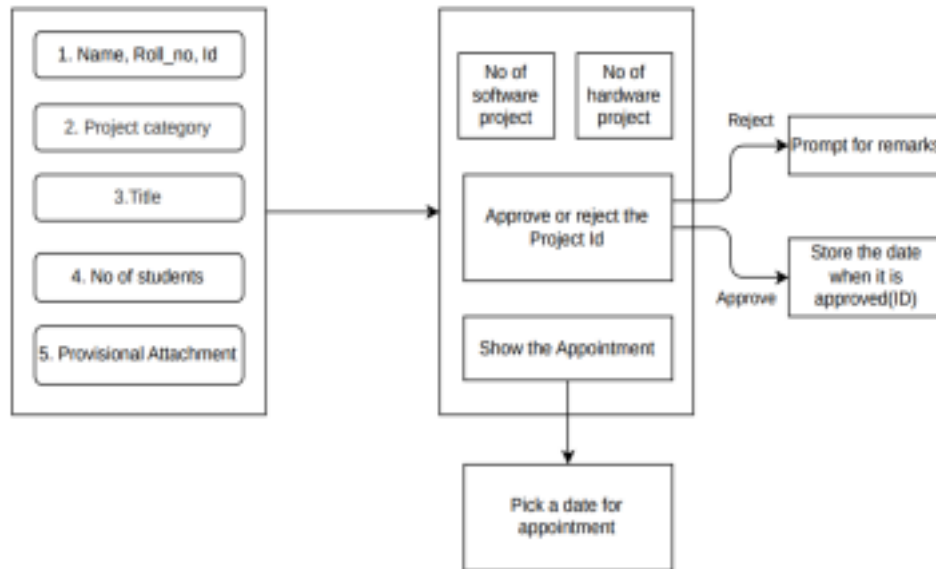 1. Name, Roll_no, Id
2. Project category
3.Title
4. No of students
5. Provisional Attachment
No of
software
project
No of
hardware
project
Approve or reject the
Project Id
Show the Appointment
Pick a date for
appointment
Reject
Prompt for remarks
Approve
Store the date
when it is
approved(ID)